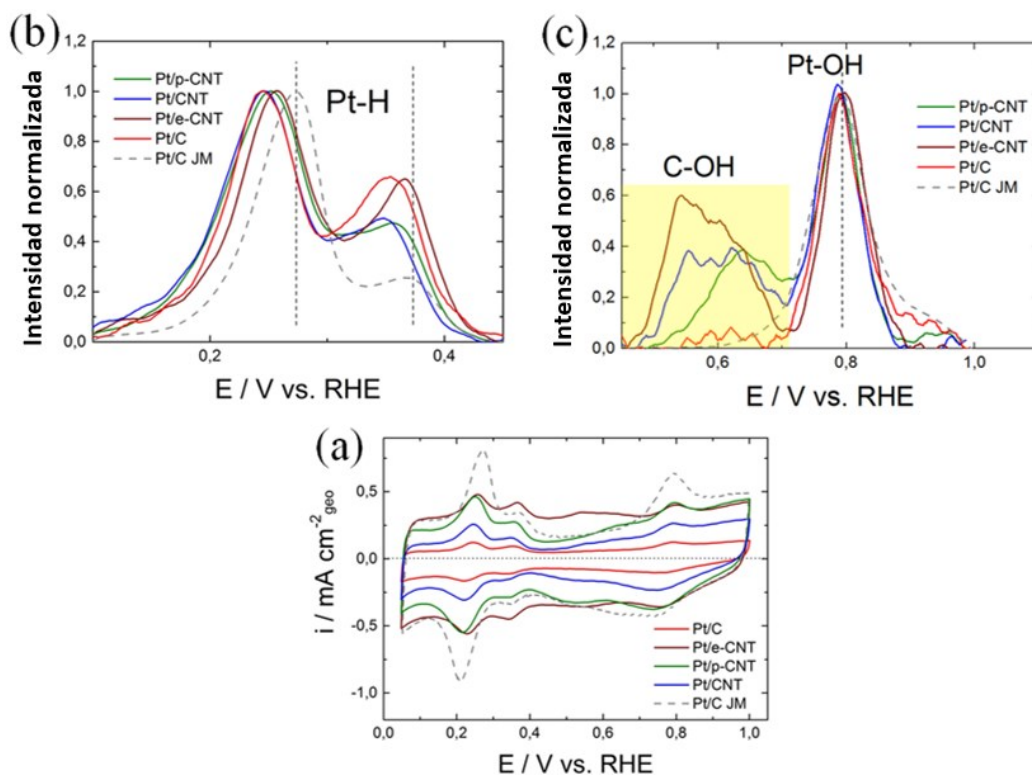 (b)
1,2
1,0
0,8
0,6
0,4
0,2
0,0
Intensidad normalizada
Pt/p-CNT
Pt/CNT
Pt/e-CNT
Pt/C
Pt/C JM
Pt-H
0,2
0,4
E / V vs. RHE
(c)
1,2
1,0
0,8
0,6
0,4
0,2
0,0
Intensidad normalizada
Pt-OH
C-OH
Pt/p-CNT
Pt/CNT
Pt/e-CNT
Pt/C
Pt/C JM
0,6
0,8
1,0
E / V vs. RHE
(a)
0,5
0,0
-0,5
-1,0
i / mA cm⁻²geo
Pt/C
Pt/e-CNT
Pt/p-CNT
Pt/CNT
Pt/C JM
0,0
0,2
0,4
0,6
0,8
1,0
E / V vs. RHE